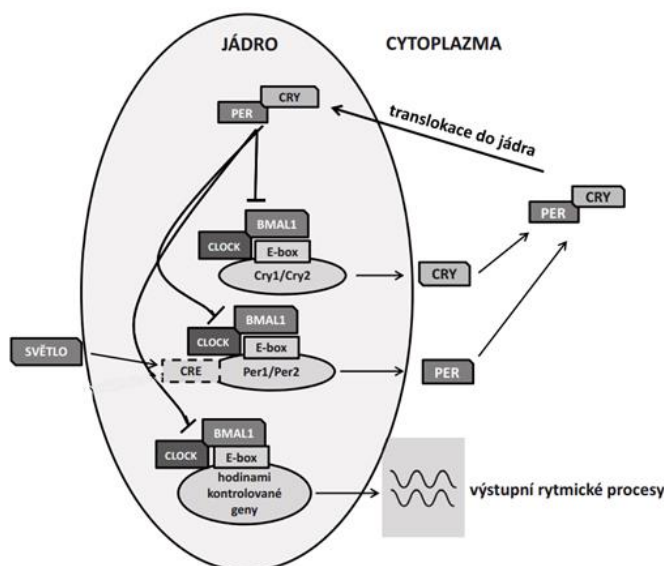 JÁDRO
CYTOPLAZMA
CRY
PER
translokace do jádra
CRY
PER
BMAL1
CLOCK
E-box
Cry1/Cry2
CRY
BMAL1
CLOCK
E-box
SVĚTLO
CRE
Per1/Per2
PER
BMAL1
CLOCK
E-box
hodinami
kontrolované
geny
výstupní rytmické procesy